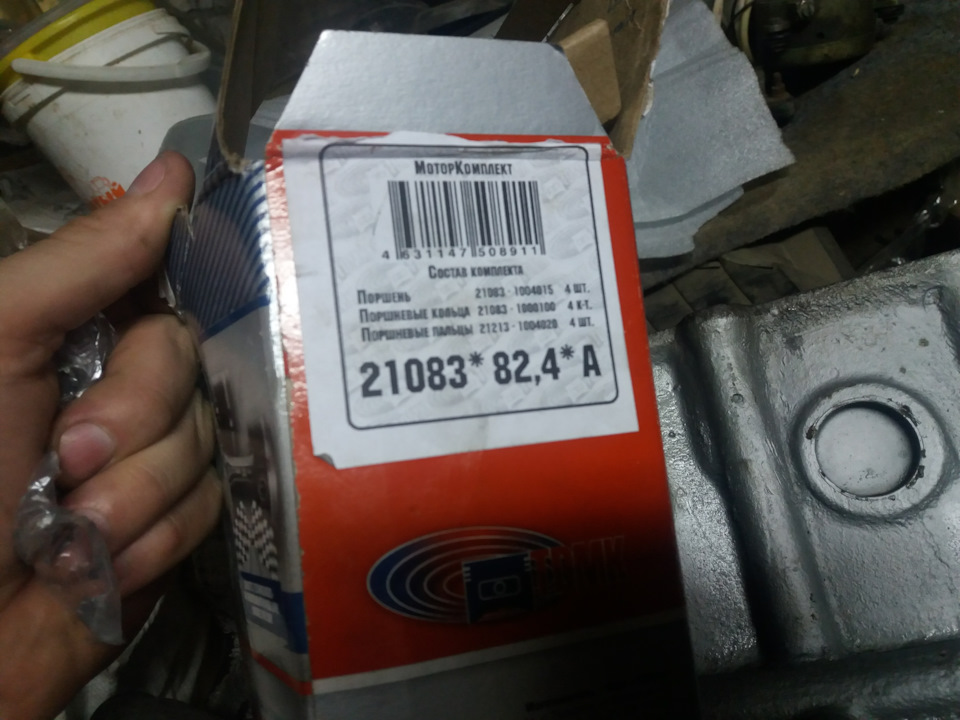 МоторКомплект
4 631147 508911
Состав комплекта
Поршень 21083 - 1004015 4 шт.
Поршневые кольца 21083 - 1000100 4 к-т.
Поршневые пальцы 21213 - 1004020 4 шт.
21083* 82,4* А